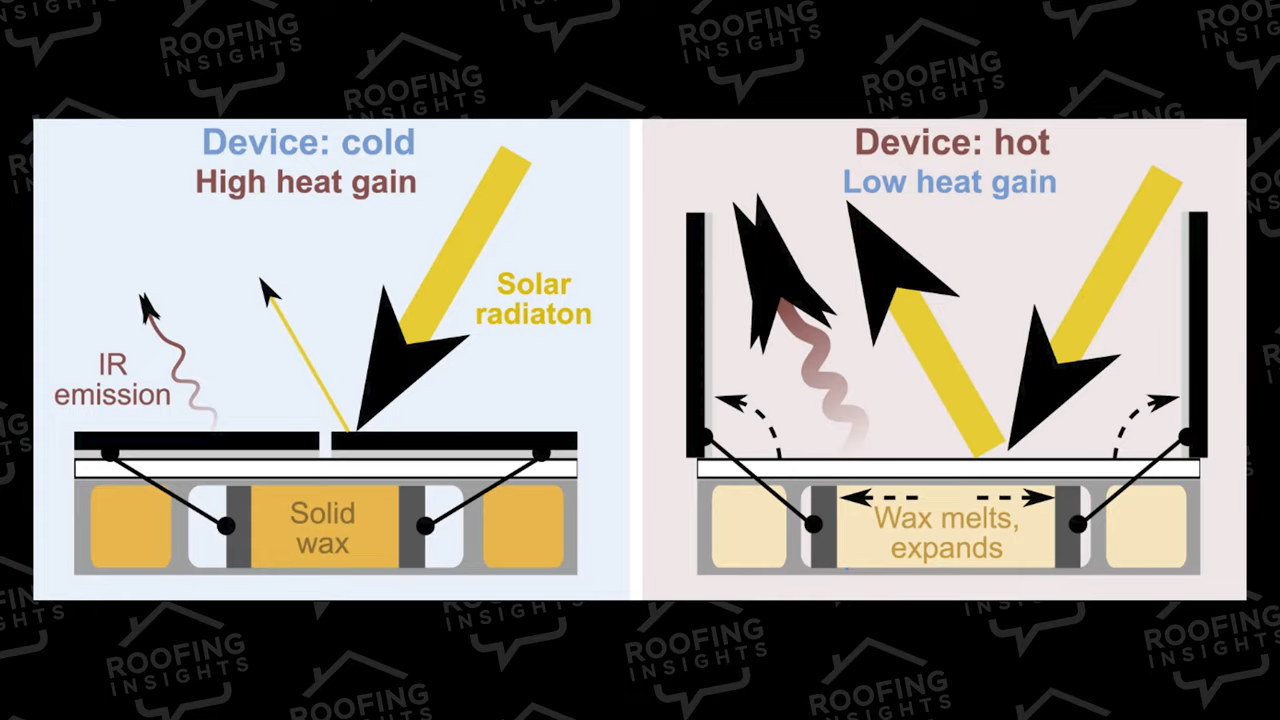 Device: cold
High heat gain
Solar
radiaton
IR
emission
Solid
wax
Device: hot
Low heat gain
Wax melts,
expands
ROOFING
INSIGHTS